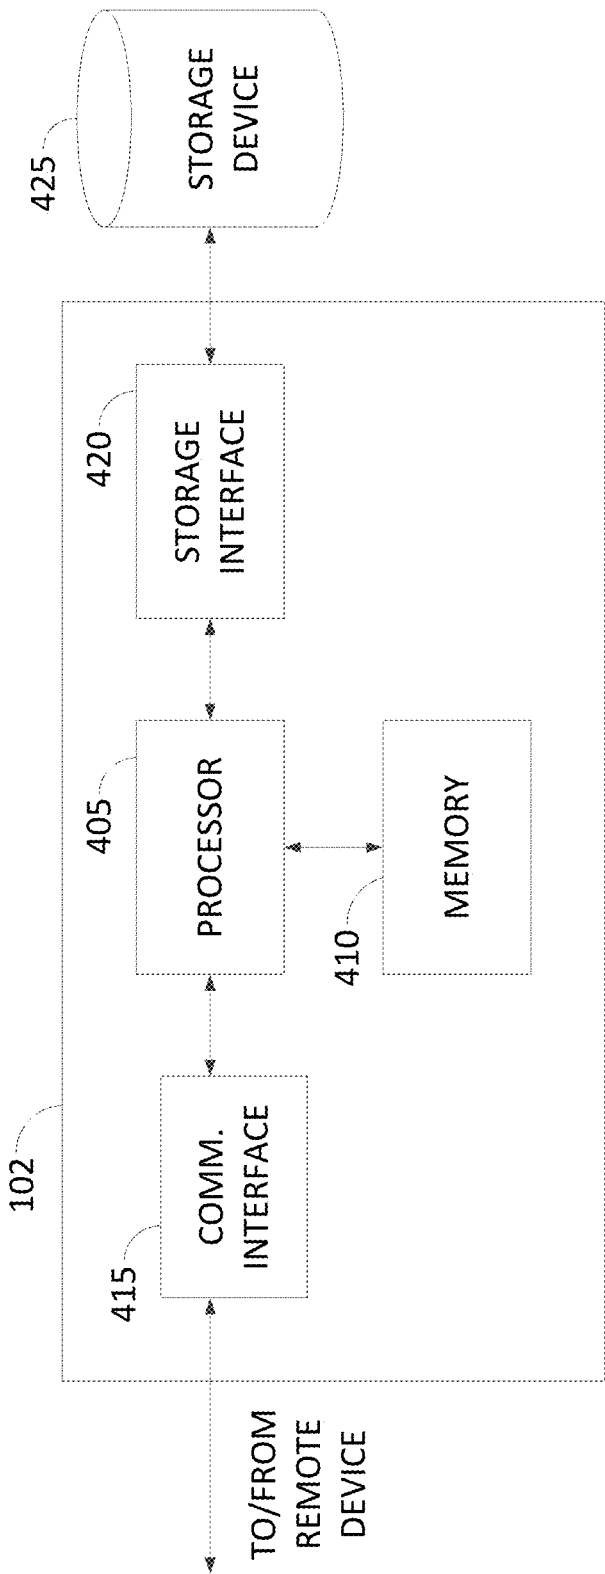 102
415
COMM.
INTERFACE
TO/FROM
REMOTE
DEVICE
405
PROCESSOR
410
MEMORY
420
STORAGE
INTERFACE
425
STORAGE
DEVICE